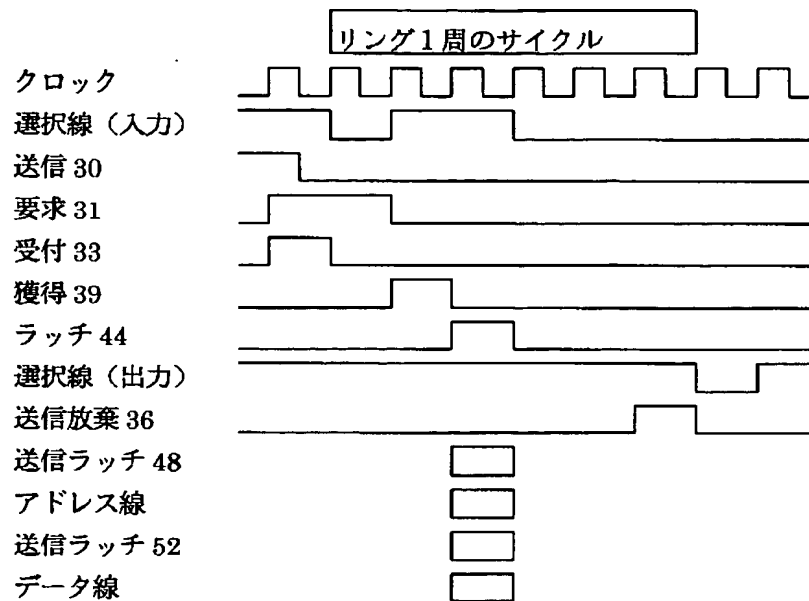 リング1周のサイクル
クロック
選択線（入力）
送信 30
要求 31
受付 33
獲得 39
ラッチ 44
選択線（出力）
送信放棄 36
送信ラッチ 48
アドレス線
送信ラッチ 52
データ線